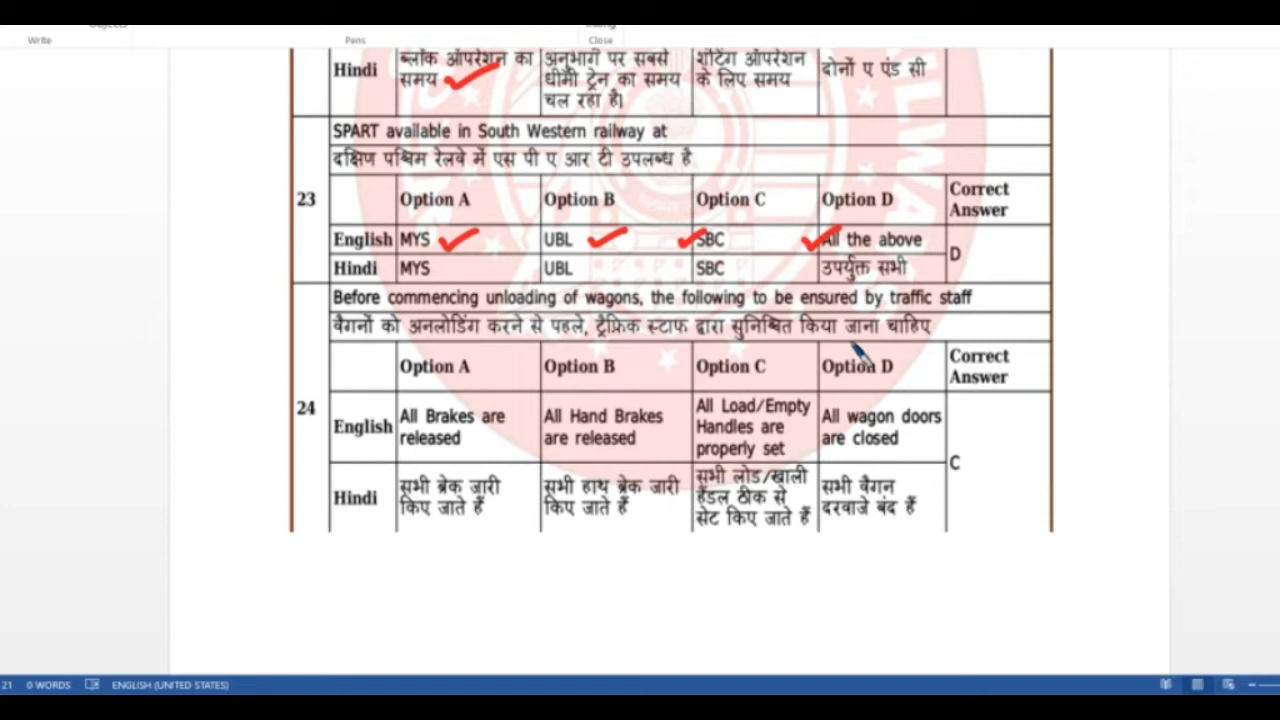 Write
Pens
Close
Hindi
ब्लॉक ऑपरेशन का
समय
अनुभाग पर सबसे
धीमी ट्रेन का समय
चल रहा है।
शंटिंग ऑपरेशन
के लिए समय
दोनों ए एंड सी
23
SPART available in South Western railway at
दक्षिण पश्चिम रेलवे में एस पी ए आर टी उपलब्ध है
Option A
Option B
Option C
Option D
Correct
Answer
English
MYS
UBL
SBC
All the above
D
Hindi
MYS
UBL
SBC
उपर्युक्त सभी
24
Before commencing unloading of wagons, the following to be ensured by traffic staff
वैगनों को अनलोडिंग करने से पहले, ट्रैफ़िक स्टाफ द्वारा सुनिश्चित किया जाना चाहिए
Option A
Option B
Option C
Option D
Correct
Answer
English
All Brakes are
released
All Hand Brakes
are released
All Load/Empty
Handles are
properly set
All wagon doors
are closed
C
Hindi
सभी ब्रेक जारी
किए जाते हैं
सभी हाथ ब्रेक जारी
किए जाते हैं
सभी लोड/खाली
हैंडल ठीक से
सेट किए जाते हैं
सभी वैगन
दरवाजे बंद हैं
21 0 WORDS ENGLISH (UNITED STATES)